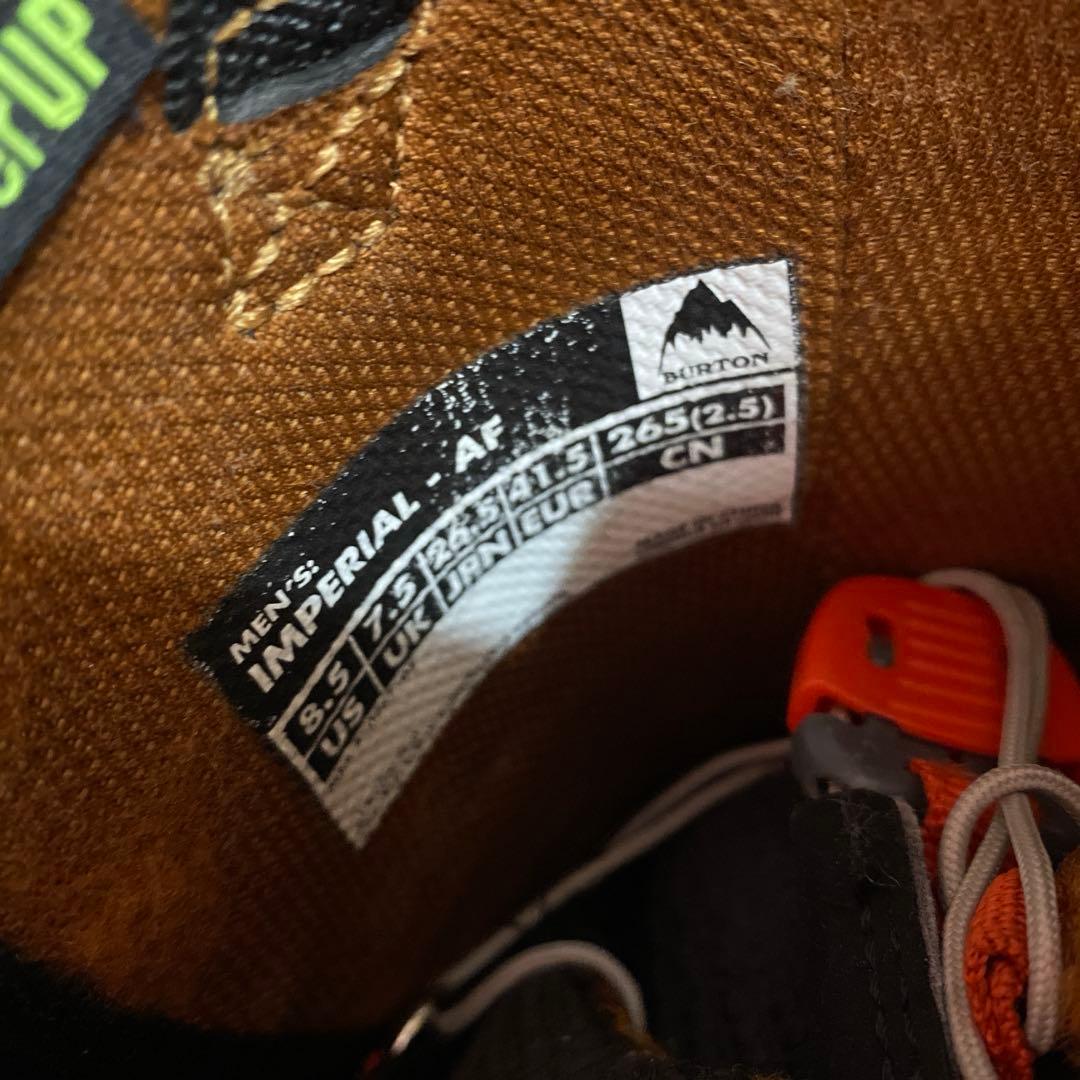 erUP
BURTON
MEN'S:
IMPERIAL - AF
8.5 7.5 26.5 41.5 265(2.5)
US UK JPN EUR CN